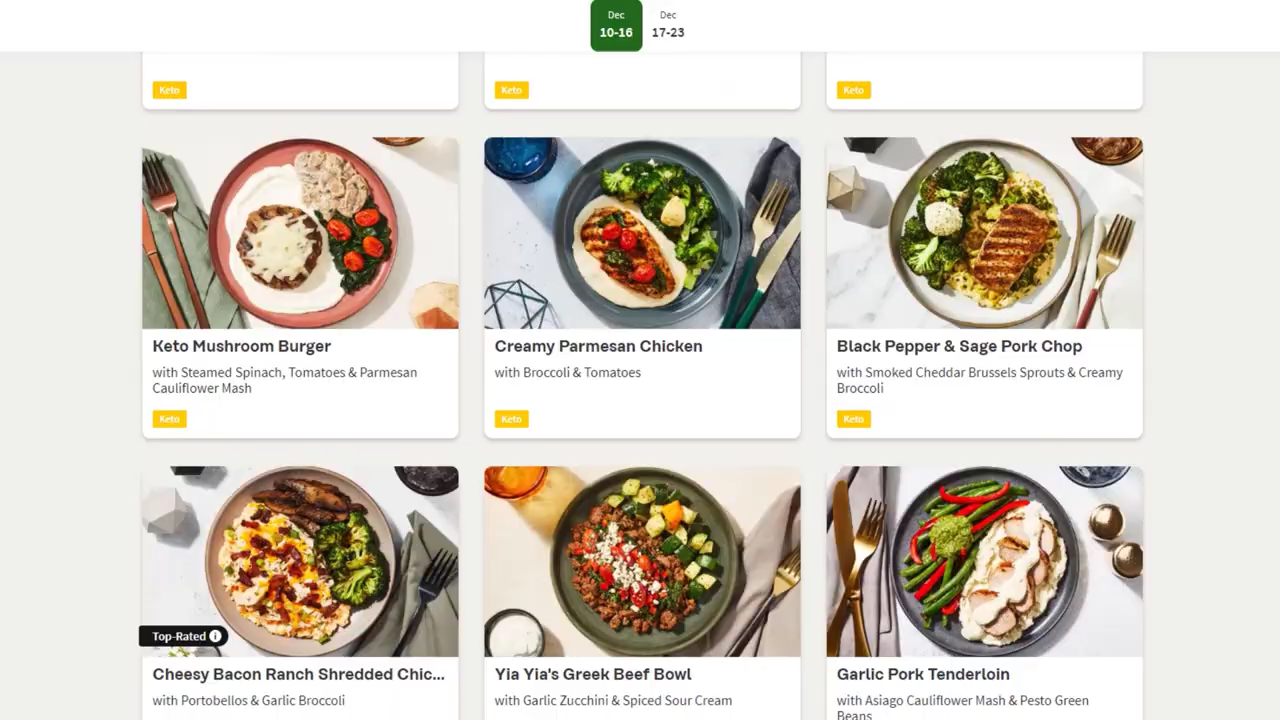 Dec
10-16
Dec
17-23
Keto
Keto
Keto
Keto Mushroom Burger
with Steamed Spinach, Tomatoes & Parmesan
Cauliflower Mash
Keto
Creamy Parmesan Chicken
with Broccoli & Tomatoes
Keto
Black Pepper & Sage Pork Chop
with Smoked Cheddar Brussels Sprouts & Creamy
Broccoli
Keto
Top-Rated i
Cheesy Bacon Ranch Shredded Chic...
with Portobellos & Garlic Broccoli
Yia Yia's Greek Beef Bowl
with Garlic Zucchini & Spiced Sour Cream
Garlic Pork Tenderloin
with Asiago Cauliflower Mash & Pesto Green
Beans